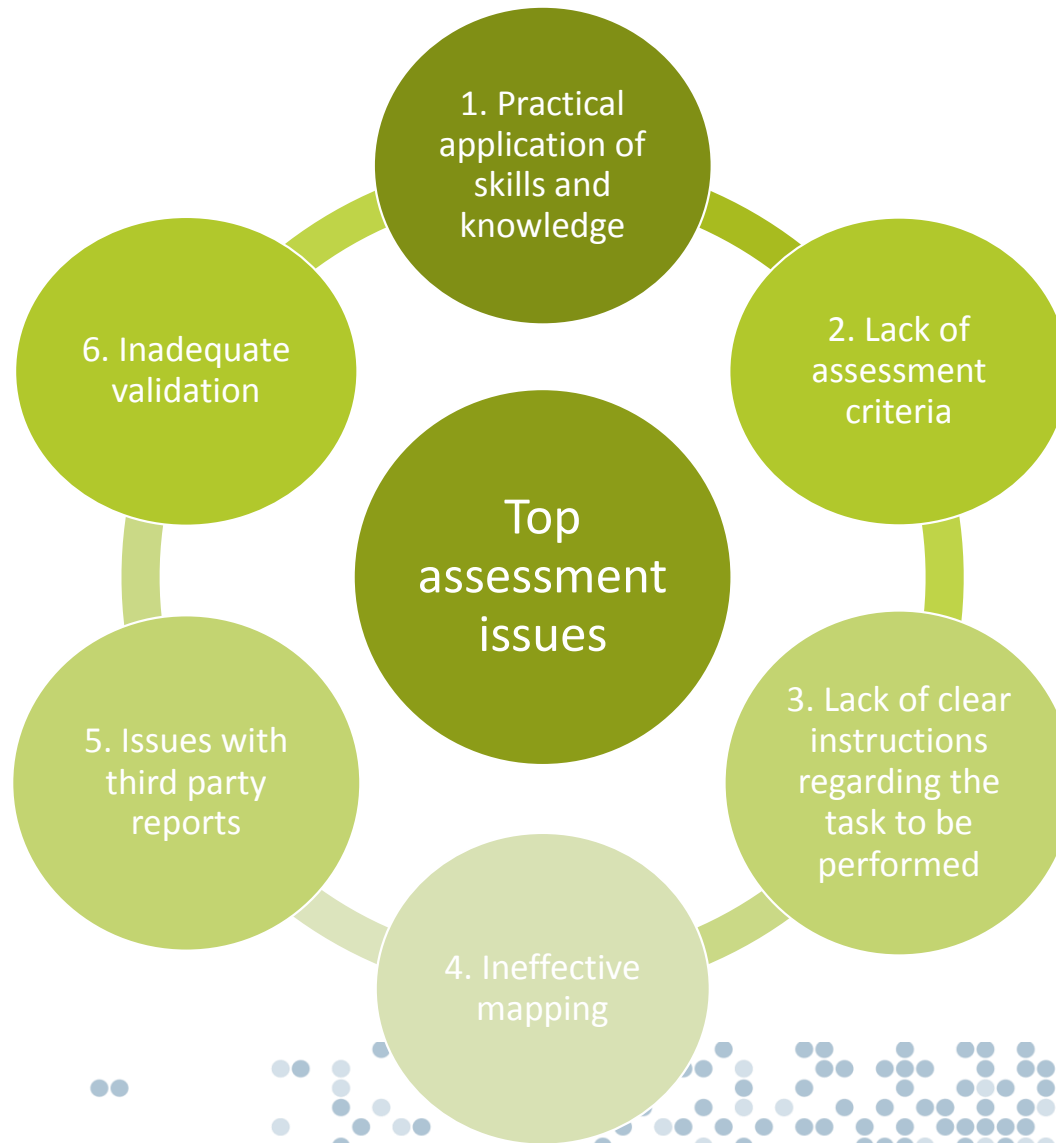 1. Practical
application of
skills and
knowledge
2. Lack of
assessment
criteria
3. Lack of clear
instructions
regarding the
task to be
performed
4. Ineffective
mapping
5. Issues with
third party
reports
6. Inadequate
validation
Top
assessment
issues